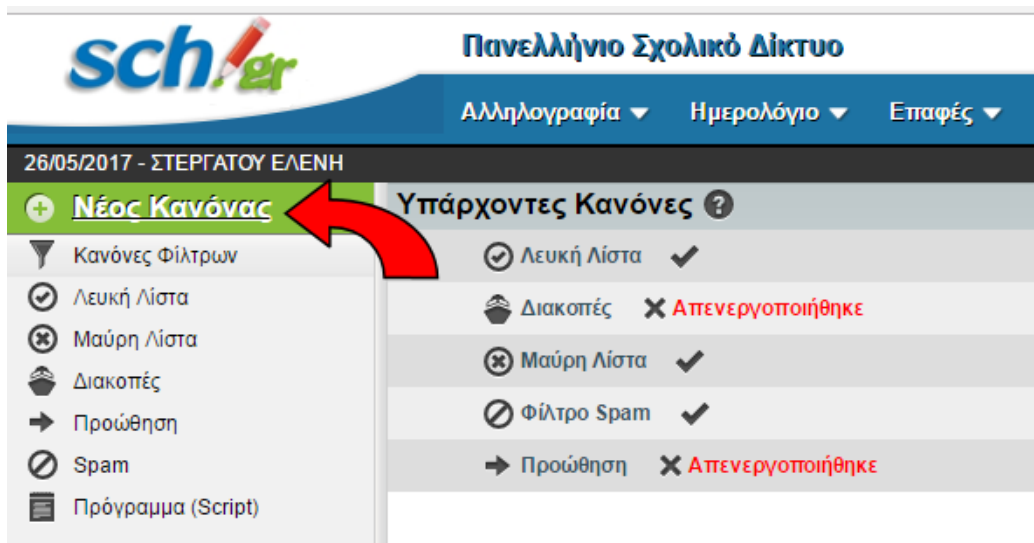 sch.gr
Πανελλήνιο Σχολικό Δίκτυο
Αλληλογραφία Ημερολόγιο Επαφές
26/05/2017 - ΣΤΕΡΓΑΤΟΥ ΕΛΕΝΗ
Νέος Κανόνας
Κανόνες Φίλτρων
Λευκή Λίστα
Μαύρη Λίστα
Διακοπές
Προώθηση
Spam
Πρόγραμμα (Script)
Υπάρχοντες Κανόνες
Λευκή Λίστα
Διακοπές Απενεργοποιήθηκε
Μαύρη Λίστα
Φίλτρο Spam
Προώθηση Απενεργοποιήθηκε